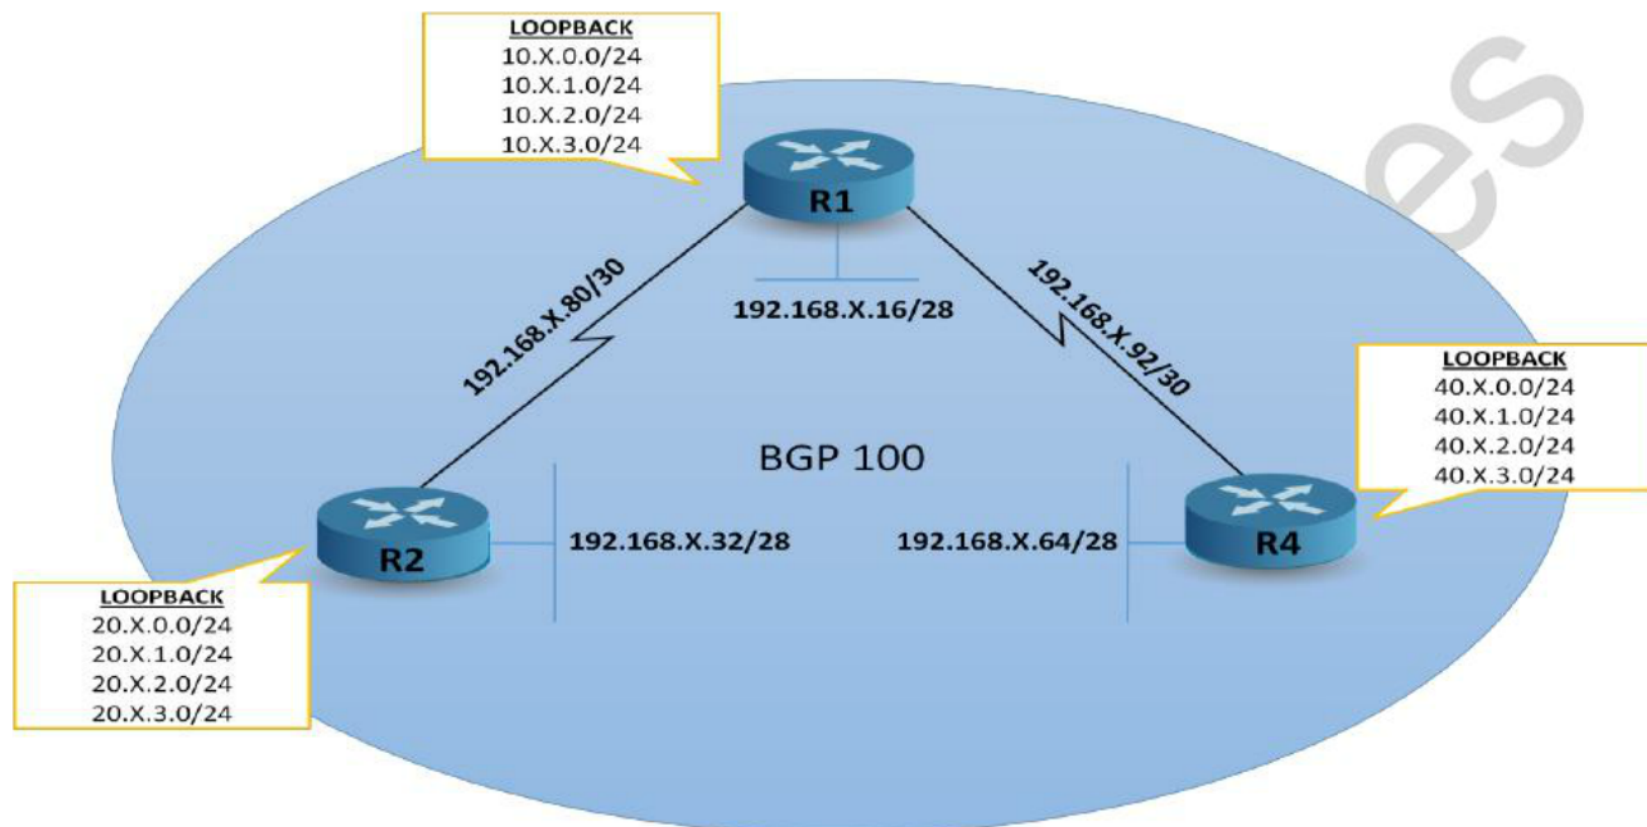 LOOPBACK
10.X.0.0/24
10.X.1.0/24
10.X.2.0/24
10.X.3.0/24
R1
192.168.X.80/30
192.168.X.16/28
192.168.X.92/30
LOOPBACK
40.X.0.0/24
40.X.1.0/24
40.X.2.0/24
40.X.3.0/24
BGP 100
R2
192.168.X.32/28
192.168.X.64/28
R4
LOOPBACK
20.X.0.0/24
20.X.1.0/24
20.X.2.0/24
20.X.3.0/24
es